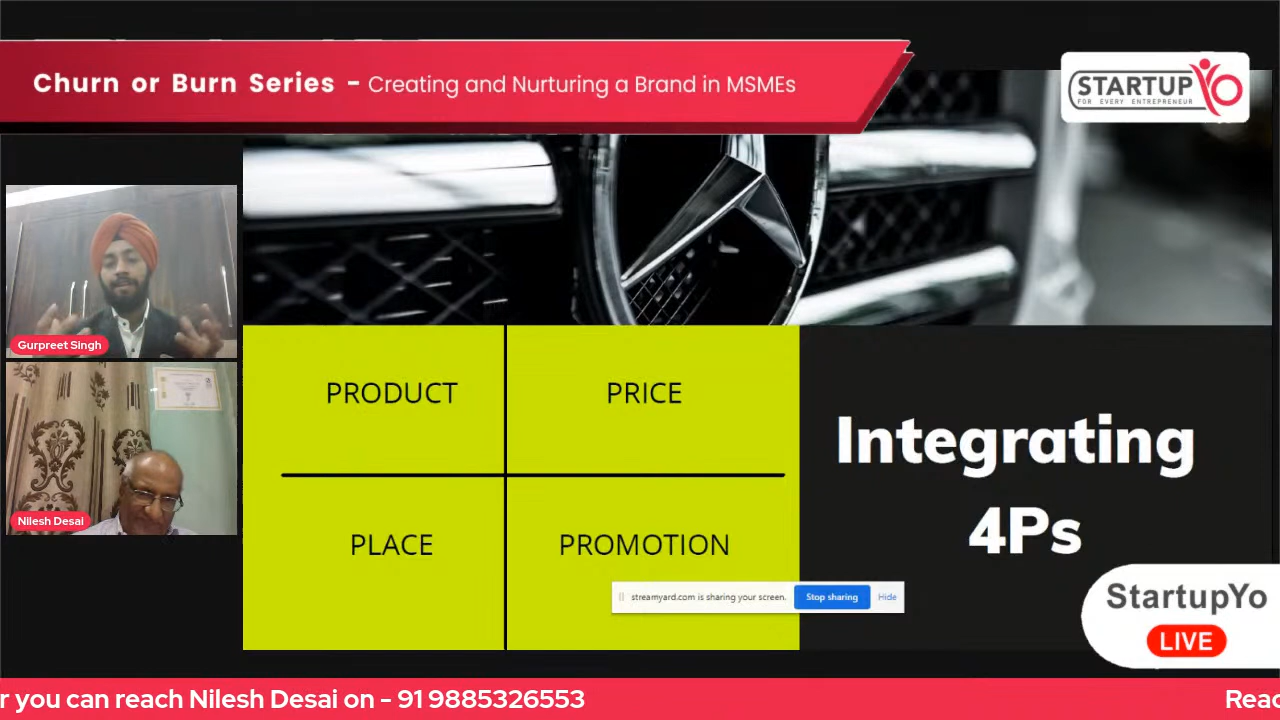 Churn or Burn Series - Creating and Nurturing a Brand in MSMEs
STARTUP YO
FOR EVERY ENTREPRENEUR
Gurpreet Singh
Nilesh Desai
PRODUCT
PRICE
PLACE
PROMOTION
Integrating
4Ps
streamyard.com is sharing your screen.
Stop sharing
Hide
StartupYo
LIVE
r you can reach Nilesh Desai on - 91 9885326553
Reac